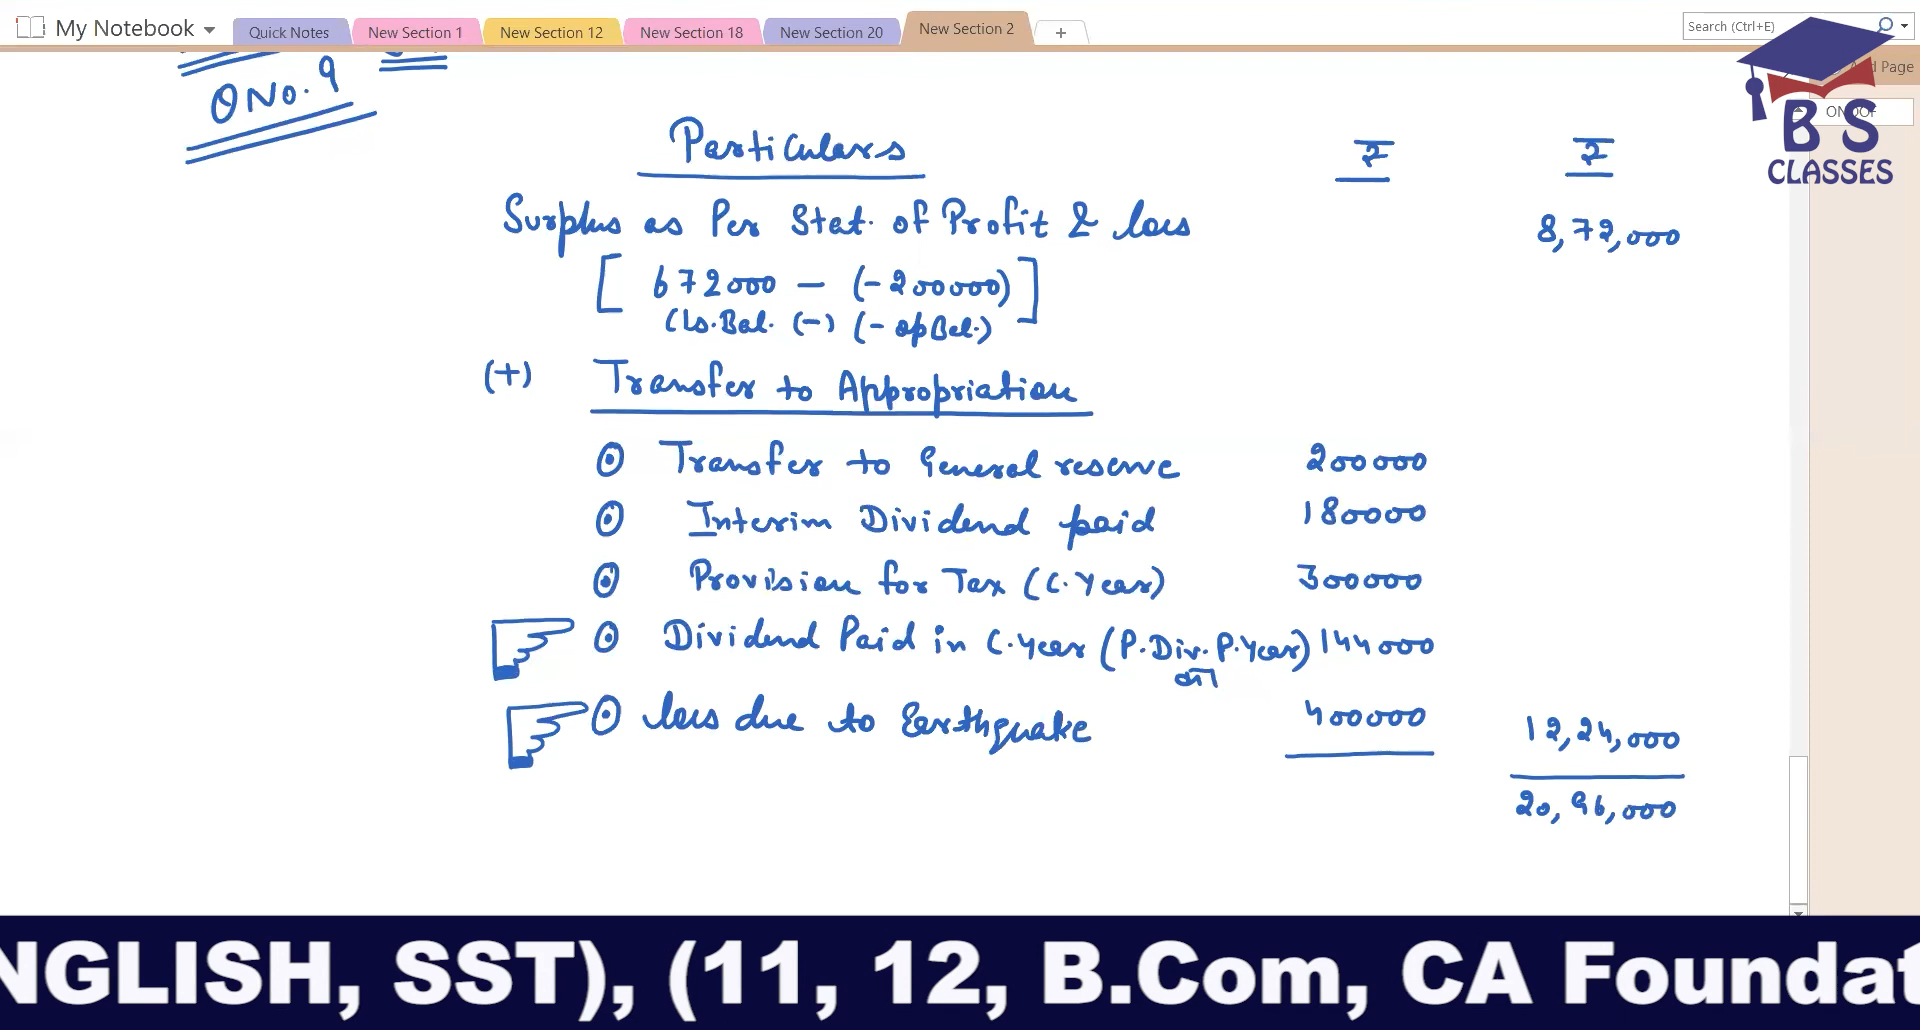 My Notebook
Quick Notes
New Section 1
New Section 12
New Section 18
New Section 20
New Section 2
+
Search (Ctrl+E)
d Page
BS
CLASSES
QNo. 9
Particulars ₹ ₹
Surplus as Per Stat. of Profit & loss 8,72,000
[ 672000 — (-200000) ]
Cls.Bal. (-) (- op Bal.)
(+) Transfer to Appropriation
Transfer to General reserve 200000
Interim Dividend paid 180000
Provision for Tax (C.Year) 300000
Dividend Paid in C.year (P.Div. P.Year) 144000
का
loss due to Earthquake 400000 12,24,000
20,96,000
NGLISH, SST), (11, 12, B.Com, CA Foundat